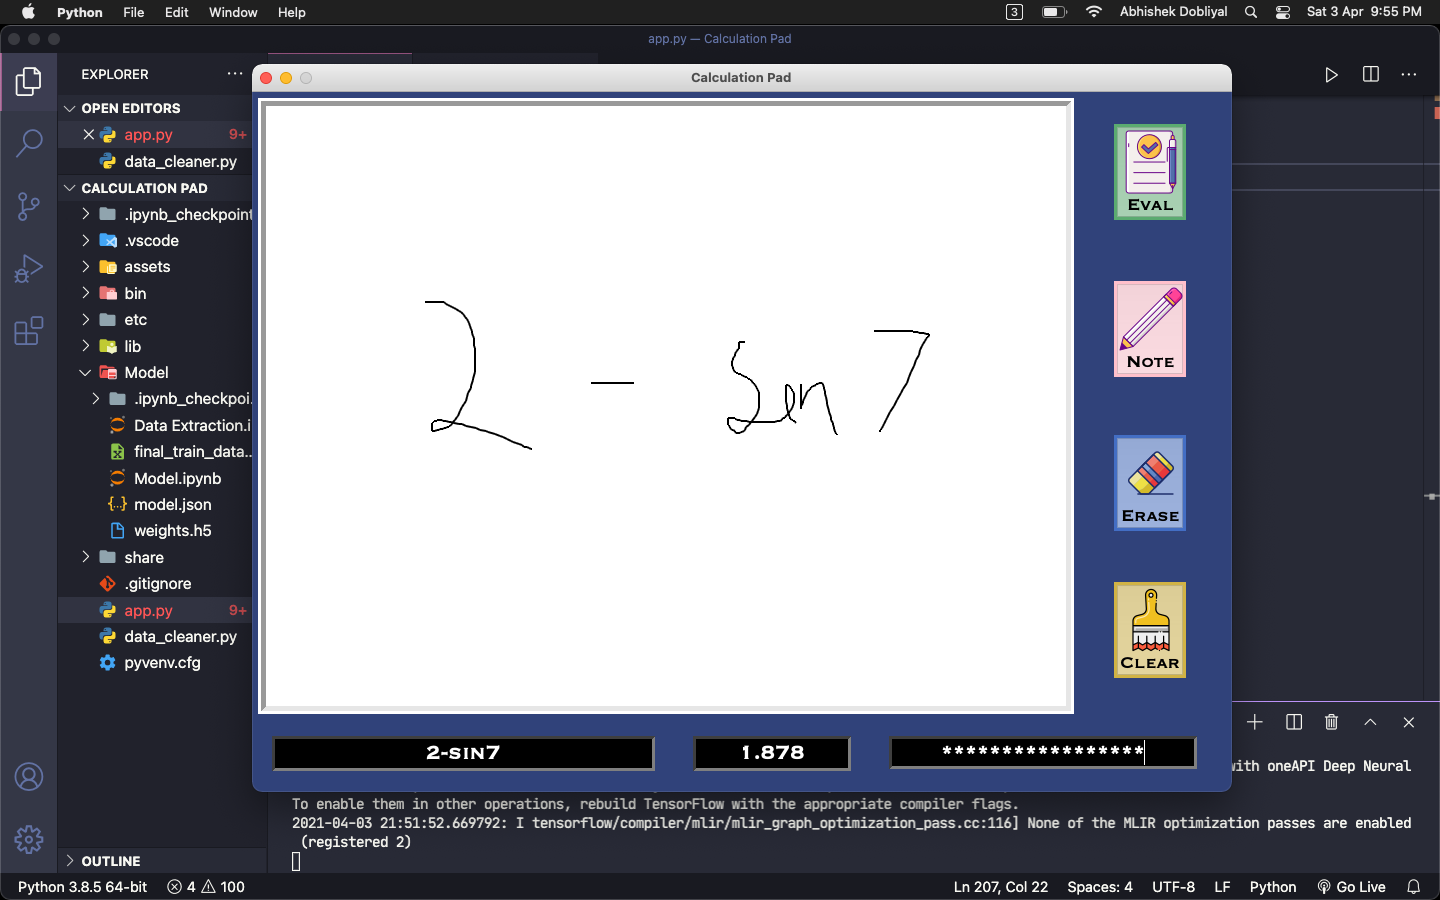 Python File Edit Window Help 3 Abhishek Dobliyal Sat 3 Apr 9:55 PM
app.py — Calculation Pad
EXPLORER ...
Calculation Pad
OPEN EDITORS
app.py 9+
data_cleaner.py
CALCULATION PAD
.ipynb_checkpoint
.vscode
assets
bin
etc
lib
Model
.ipynb_checkpoi.
Data Extraction.i
final_train_data..
Model.ipynb
model.json
weights.h5
share
.gitignore
app.py 9+
data_cleaner.py
pyvenv.cfg
OUTLINE
2 - Sin 7
EVAL
NOTE
ERASE
CLEAR
2-SIN7 1.878 *****************
with oneAPI Deep Neural
To enable them in other operations, rebuild TensorFlow with the appropriate compiler flags.
2021-04-03 21:51:52.669792: I tensorflow/compiler/mlir/mlir_graph_optimization_pass.cc:116] None of the MLIR optimization passes are enabled
(registered 2)
Python 3.8.5 64-bit 4 100 Ln 207, Col 22 Spaces: 4 UTF-8 LF Python Go Live